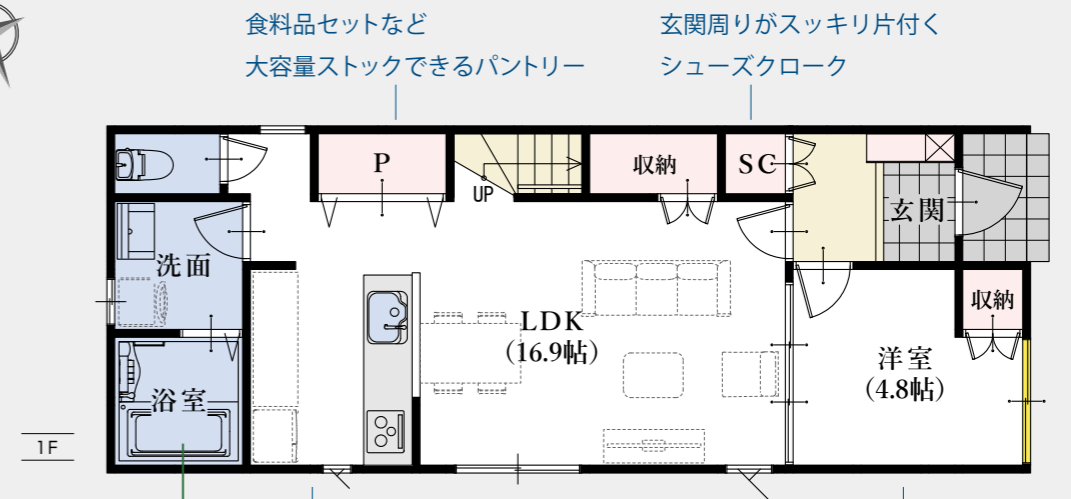 食料品セットなど
大容量ストックできるパントリー
玄関周りがスッキリ片付く
シューズクローク
P
UP
収納
SC
玄関
洗面
LDK
(16.9帖)
収納
洋室
(4.8帖)
浴室
1F